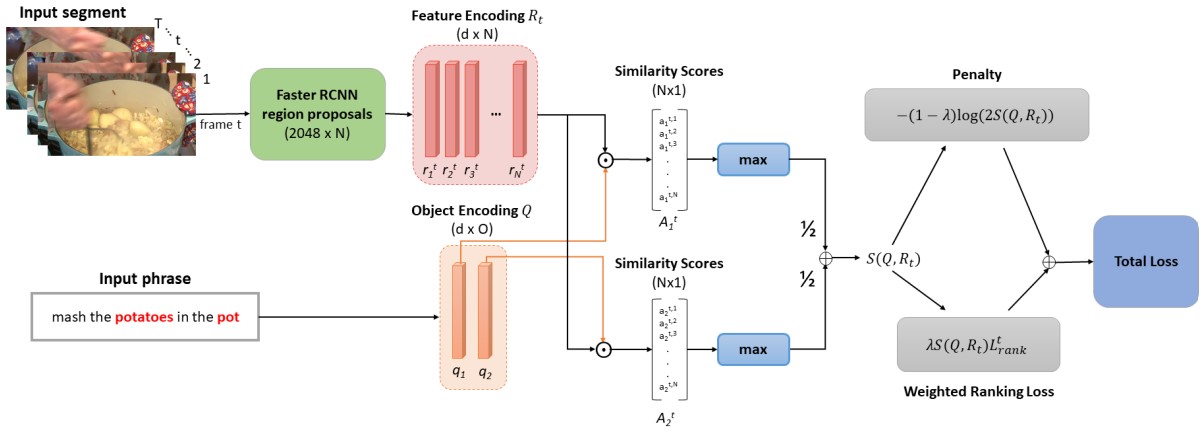 Input segment
T
t
2
1
frame t
Faster RCNN
region proposals
(2048 x N)
Feature Encoding R_t
(d x N)
...
r_1^t r_2^t r_3^t r_N^t
Object Encoding Q
(d x O)
q_1 q_2
Input phrase
mash the potatoes in the pot
Similarity Scores
(Nx1)
a_1^{t,1}
a_1^{t,2}
a_1^{t,3}
.
.
.
a_1^{t,N}
A_1^t
max
Similarity Scores
(Nx1)
a_2^{t,1}
a_2^{t,2}
a_2^{t,3}
.
.
.
a_2^{t,N}
A_2^t
max
½
½
S(Q, R_t)
Penalty
−(1 − λ)log(2S(Q, R_t))
λS(Q, R_t)L_{rank}^t
Weighted Ranking Loss
Total Loss